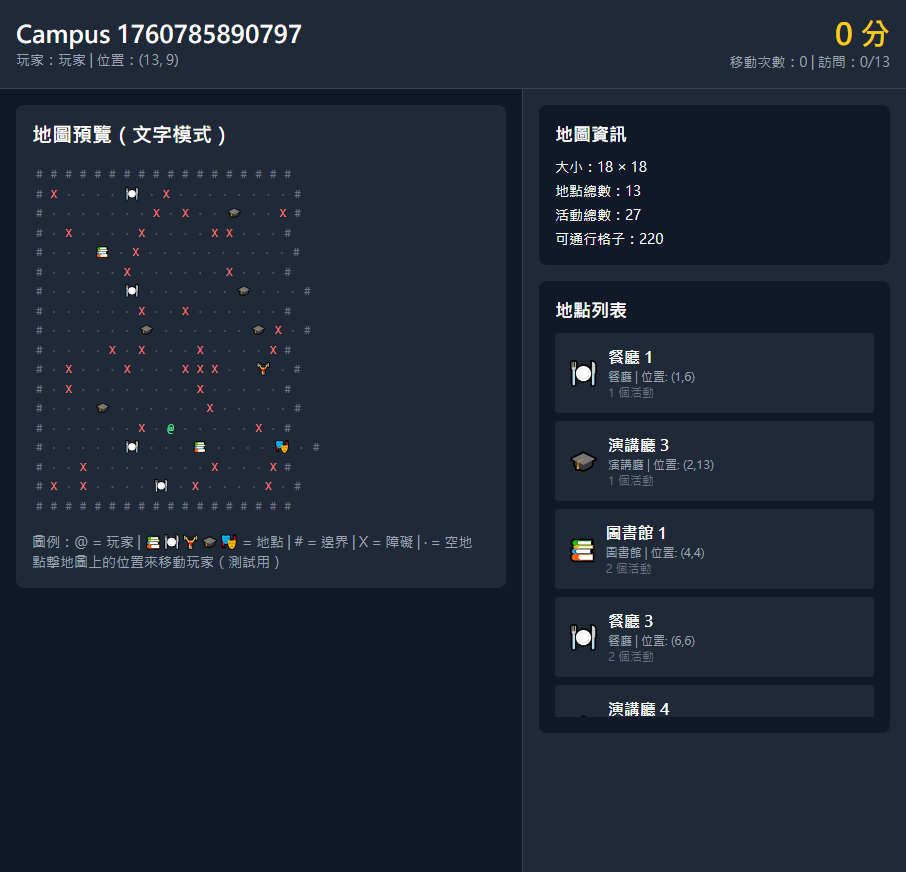 Campus 1760785890797
玩家：玩家 | 位置：(13, 9)
0 分
移動次數：0 | 訪問：0/13
地圖預覽（文字模式）
# # # # # # # # # # # # # # # # # #
# X · · · · 🍽️ · X · · · · · · · · #
# · · · · · · · X · X · · 🎓 · · X #
# · X · · · · X · · · · X X · · · #
# · · · 📚 · X · · · · · · · · · · #
# · · · · · X · · · · · · X · · · #
# · · · · · 🍽️ · · · · · · 🎓 · · · #
# · · · · · · X · · X · · · · · · #
# · · · · · · 🎓 · · · · · · 🎓 X · #
# · · · · X · X · · · X · · · · X #
# · X · · · X · · · X X X · · 🤸 · #
# · X · · · · · · · · X · · · · · #
# · · · 🎓 · · · · · · X · · · · · #
# · · · · · · X · @ · · · · · X · #
# · · · · · 🍽️ · · · 📚 · · · · 🎭 · #
# · · X · · · · · · · · X · · · X #
# X · X · · · · 🍽️ · X · · · · X · #
# # # # # # # # # # # # # # # # # #
圖例：@ = 玩家 | 📚🍽️🤸🎓🎭 = 地點 | # = 邊界 | X = 障礙 | · = 空地
點擊地圖上的位置來移動玩家（測試用）
地圖資訊
大小：18 × 18
地點總數：13
活動總數：27
可通行格子：220
地點列表
餐廳 1
餐廳 | 位置: (1,6)
1 個活動
演講廳 3
演講廳 | 位置: (2,13)
1 個活動
圖書館 1
圖書館 | 位置: (4,4)
2 個活動
餐廳 3
餐廳 | 位置: (6,6)
2 個活動
演講廳 4